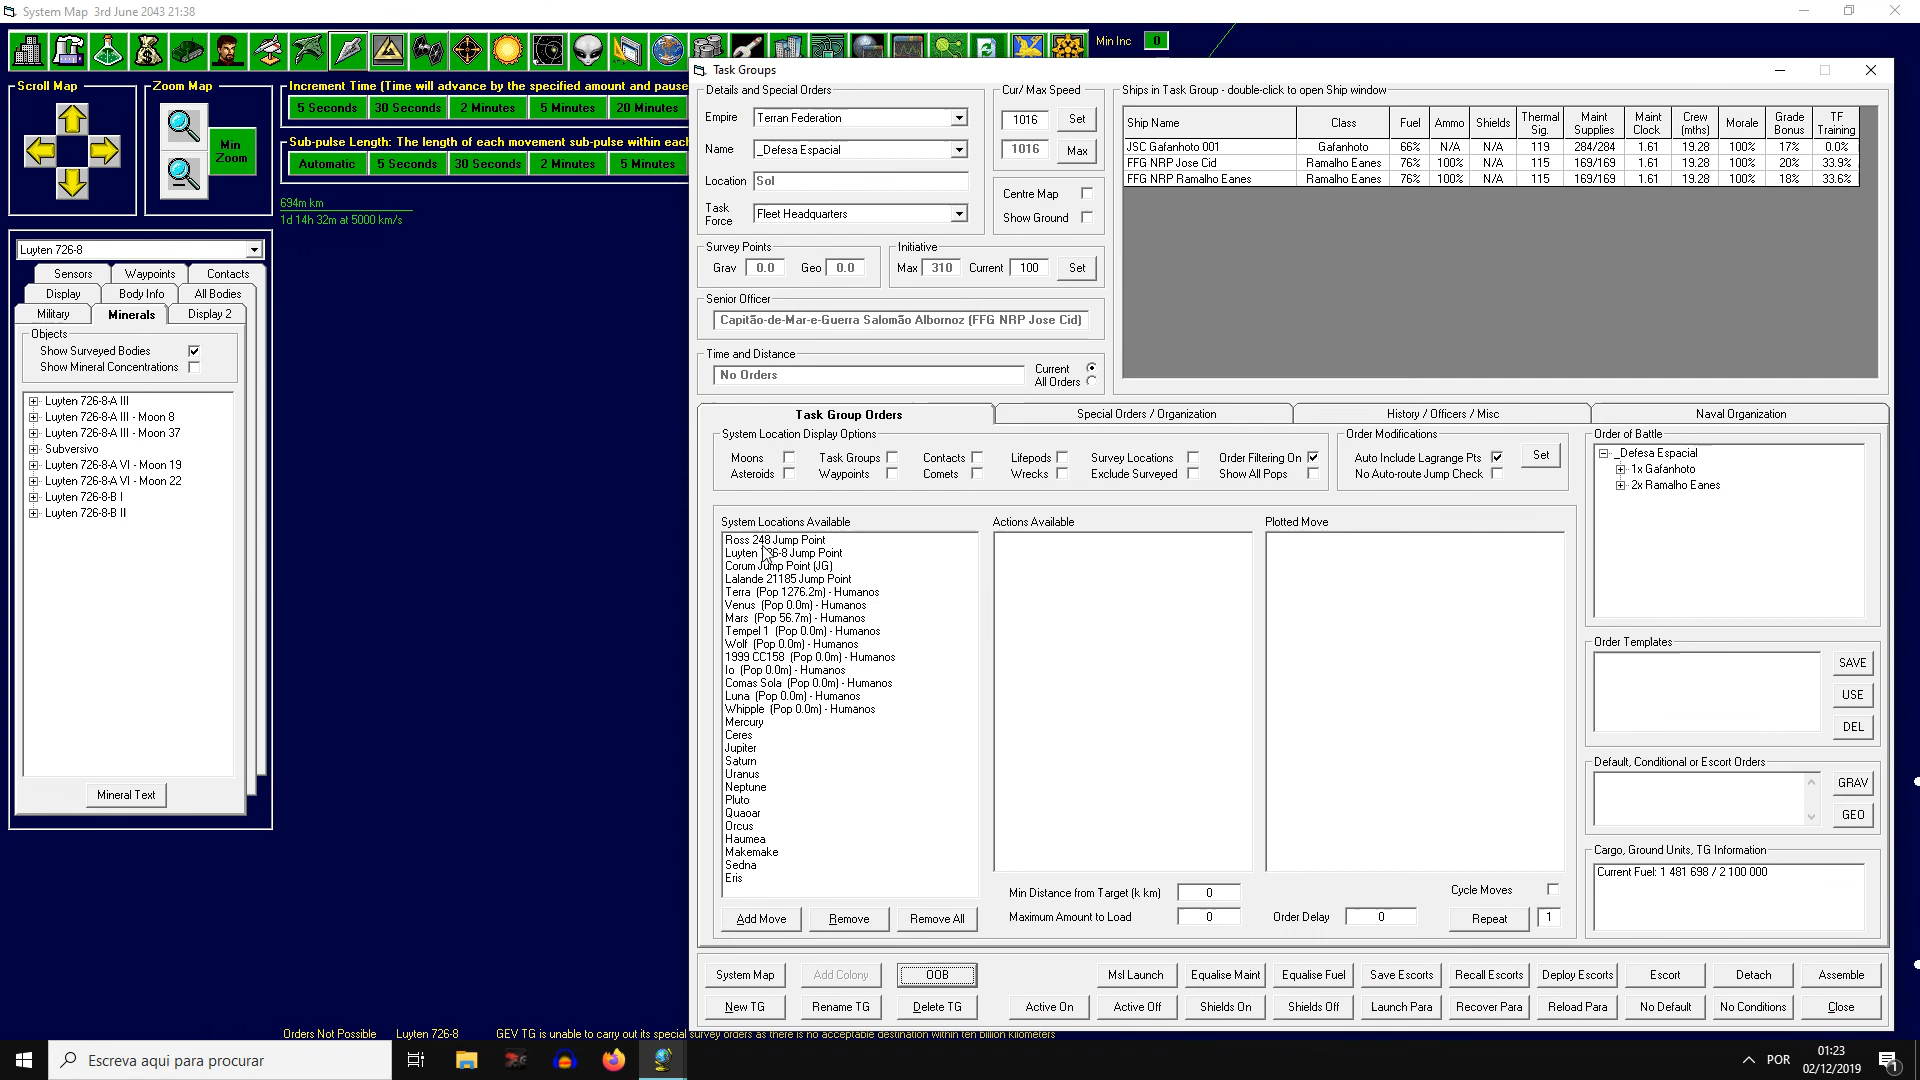 System Map  3rd June 2043 21:38
Min Inc 0
Scroll Map
Zoom Map
Min Zoom
Increment Time (Time will advance by the specified amount and pause
5 Seconds 30 Seconds 2 Minutes 5 Minutes 20 Minutes
Sub-pulse Length: The length of each movement sub-pulse within each
Automatic 5 Seconds 30 Seconds 2 Minutes 5 Minutes
694m km
1d 14h 32m at 5000 km/s
Luyten 726-8
Sensors Waypoints Contacts
Display Body Info All Bodies
Military Minerals Display 2
Objects
Show Surveyed Bodies
Show Mineral Concentrations
Luyten 726-8-A III
Luyten 726-8-A III - Moon 8
Luyten 726-8-A III - Moon 37
Subversivo
Luyten 726-8-A VI - Moon 19
Luyten 726-8-A VI - Moon 22
Luyten 726-8-B I
Luyten 726-8-B II
Mineral Text
Task Groups
Details and Special Orders
Empire Terran Federation
Name _Defesa Espacial
Location Sol
Task Force Fleet Headquarters
Cur/ Max Speed
1016 Set
1016 Max
Centre Map
Show Ground
Survey Points
Grav 0.0 Geo 0.0
Initiative
Max 310 Current 100 Set
Senior Officer
Capitão-de-Mar-e-Guerra Salomão Albornoz (FFG NRP Jose Cid)
Time and Distance
No Orders
Current
All Orders
Ships in Task Group - double-click to open Ship window
Ship Name Class Fuel Ammo Shields Thermal Sig. Maint Supplies Maint Clock Crew (mths) Morale Grade Bonus TF Training
JSC Gafanhoto 001 Gafanhoto 66% N/A N/A 119 284/284 1.61 19.28 100% 17% 0.0%
FFG NRP Jose Cid Ramalho Eanes 76% 100% N/A 115 169/169 1.61 19.28 100% 20% 33.9%
FFG NRP Ramalho Eanes Ramalho Eanes 76% 100% N/A 115 169/169 1.61 19.28 100% 18% 33.6%
Task Group Orders Special Orders / Organization History / Officers / Misc Naval Organization
System Location Display Options
Moons Task Groups Contacts Lifepods Survey Locations Order Filtering On
Asteroids Waypoints Comets Wrecks Exclude Surveyed Show All Pops
Order Modifications
Auto Include Lagrange Pts Set
No Auto-route Jump Check
System Locations Available
Ross 248 Jump Point
Luyten 726-8 Jump Point
Corum Jump Point (JG)
Lalande 21185 Jump Point
Terra (Pop 1276.2m) - Humanos
Venus (Pop 0.0m) - Humanos
Mars (Pop 56.7m) - Humanos
Tempel 1 (Pop 0.0m) - Humanos
Wolf (Pop 0.0m) - Humanos
1999 CC158 (Pop 0.0m) - Humanos
Io (Pop 0.0m) - Humanos
Comas Sola (Pop 0.0m) - Humanos
Luna (Pop 0.0m) - Humanos
Whipple (Pop 0.0m) - Humanos
Mercury
Ceres
Jupiter
Saturn
Uranus
Neptune
Pluto
Quaoar
Orcus
Haumea
Makemake
Sedna
Eris
Add Move Remove Remove All
Actions Available
Plotted Move
Min Distance from Target (k km) 0
Maximum Amount to Load 0
Order Delay 0
Cycle Moves
Repeat 1
Order of Battle
_Defesa Espacial
1x Gafanhoto
2x Ramalho Eanes
Order Templates
SAVE
USE
DEL
Default, Conditional or Escort Orders
GRAV
GEO
Cargo, Ground Units, TG Information
Current Fuel: 1 481 698 / 2 100 000
System Map Add Colony OOB Msl Launch Equalise Maint Equalise Fuel Save Escorts Recall Escorts Deploy Escorts Escort Detach Assemble
New TG Rename TG Delete TG Active On Active Off Shields On Shields Off Launch Para Recover Para Reload Para No Default No Conditions Close
Orders Not Possible Luyten 726-8 GEV TG is unable to carry out its special survey orders as there is no acceptable destination within ten billion kilometers
Escreva aqui para procurar
POR
01:23
02/12/2019
1